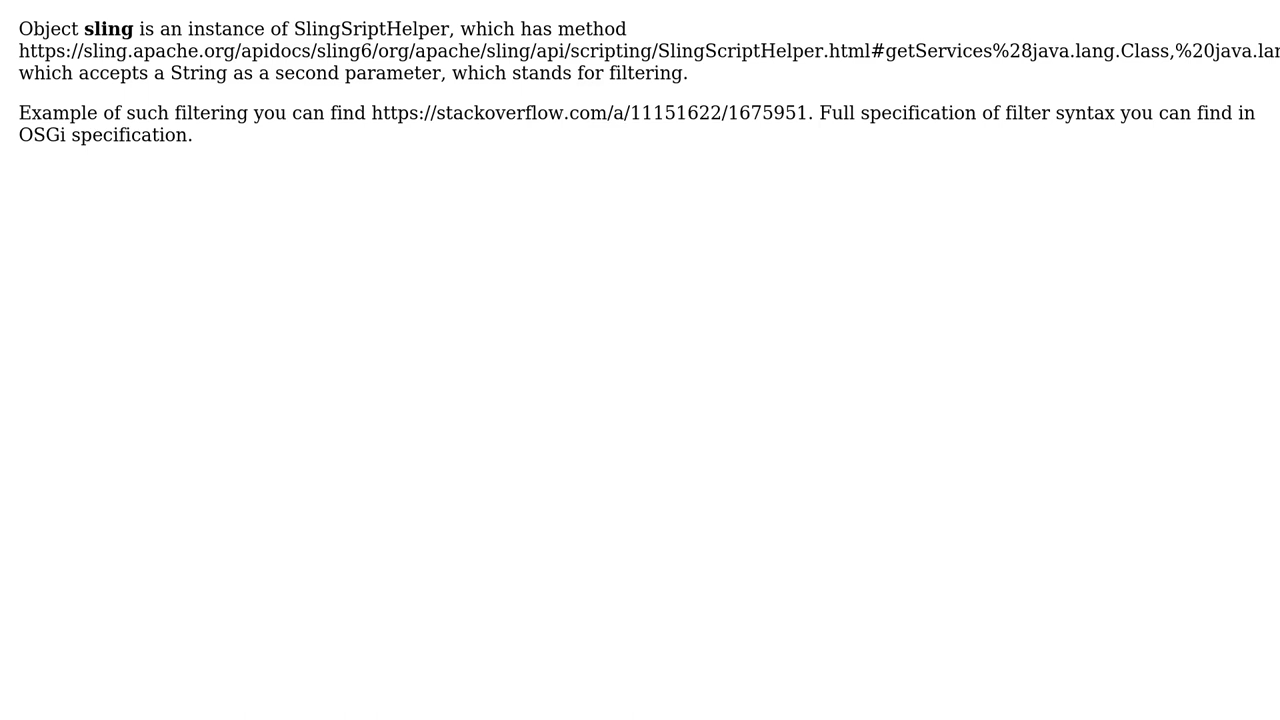 Object sling is an instance of SlingSriptHelper, which has method
https://sling.apache.org/apidocs/sling6/org/apache/sling/api/scripting/SlingScriptHelper.html#getServices%28java.lang.Class,%20java.lan
which accepts a String as a second parameter, which stands for filtering.
Example of such filtering you can find https://stackoverflow.com/a/11151622/1675951. Full specification of filter syntax you can find in
OSGi specification.